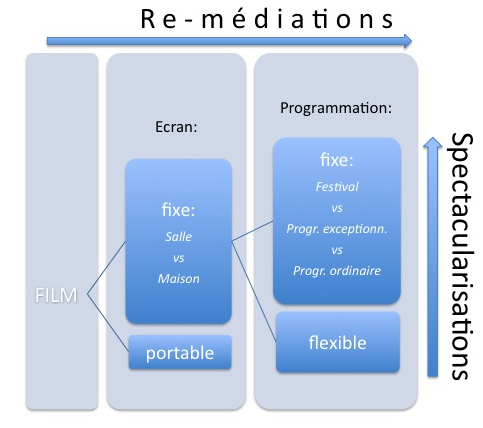 Re-médiations
Programmation:
Ecran:
fixe:
Festival
vs
Progr. exceptionn.
vs
Progr. ordinaire
fixe:
Salle
vs
Maison
FILM
portable
flexible
Spectacularisations